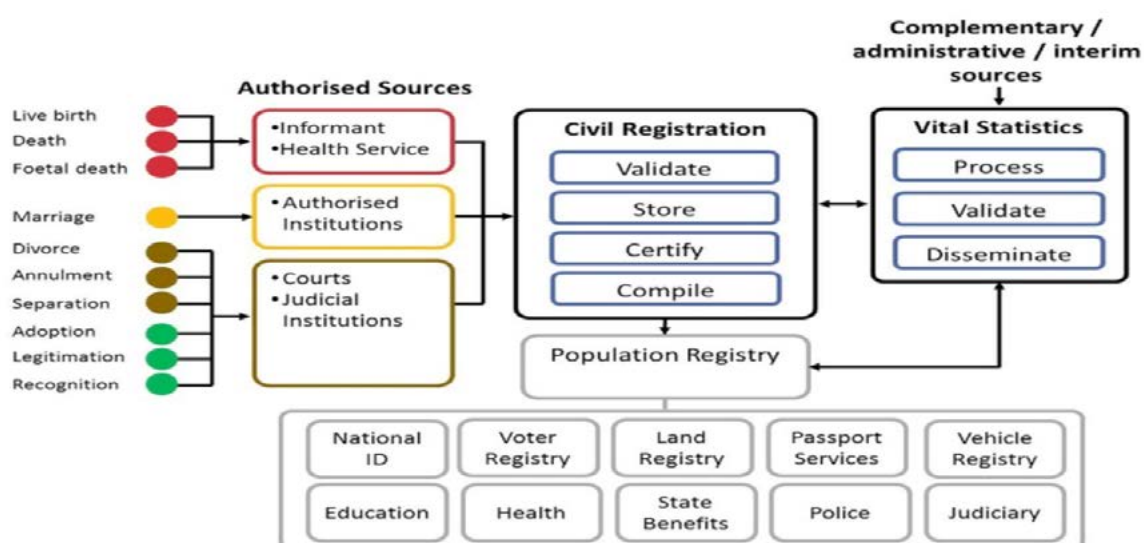 Complementary /
administrative / interim
sources
Authorised Sources
Live birth
Death
Foetal death
Marriage
Divorce
Annulment
Separation
Adoption
Legitimation
Recognition
•Informant
•Health Service
•Authorised
Institutions
•Courts
•Judicial
Institutions
Civil Registration
Validate
Store
Certify
Compile
Vital Statistics
Process
Validate
Disseminate
Population Registry
National
ID
Voter
Registry
Land
Registry
Passport
Services
Vehicle
Registry
Education
Health
State
Benefits
Police
Judiciary